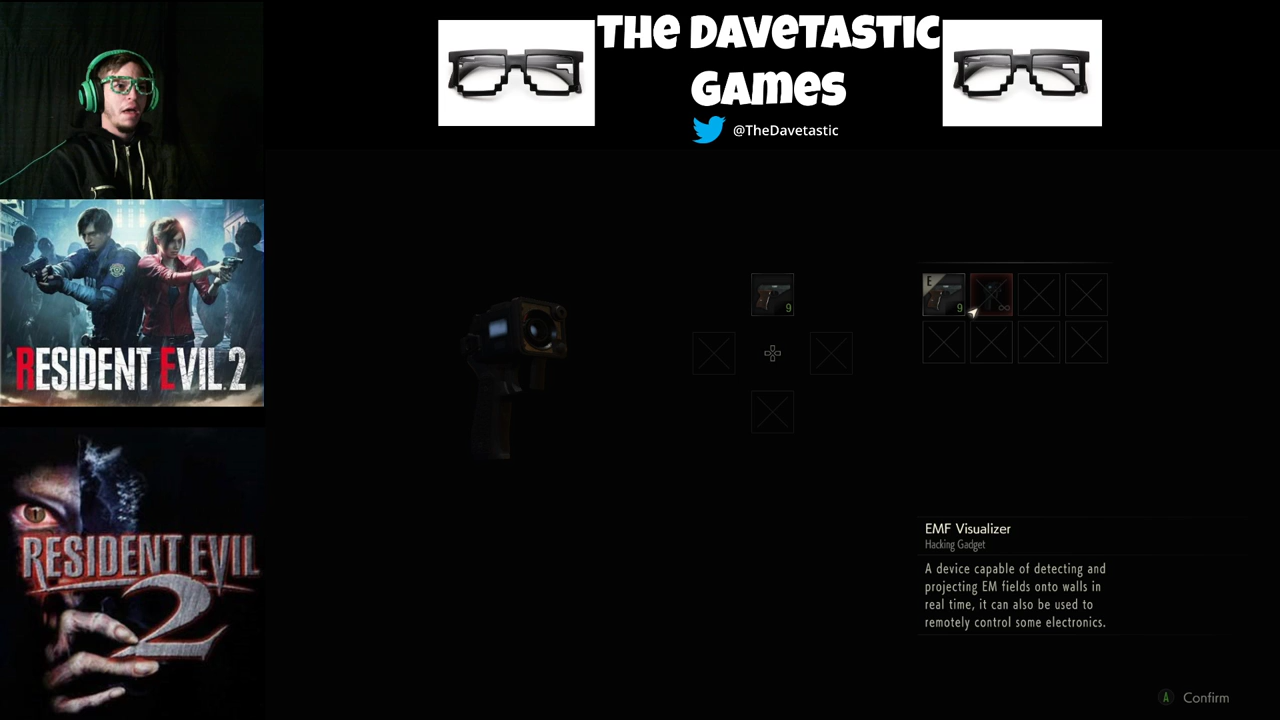 THE DAVETASTIC
GAMES
@TheDavetastic
RESIDENT EVIL 2
RESIDENT EVIL
2
9
E
9
∞
EMF Visualizer
Hacking Gadget
A device capable of detecting and
projecting EM fields onto walls in
real time, it can also be used to
remotely control some electronics.
A Confirm